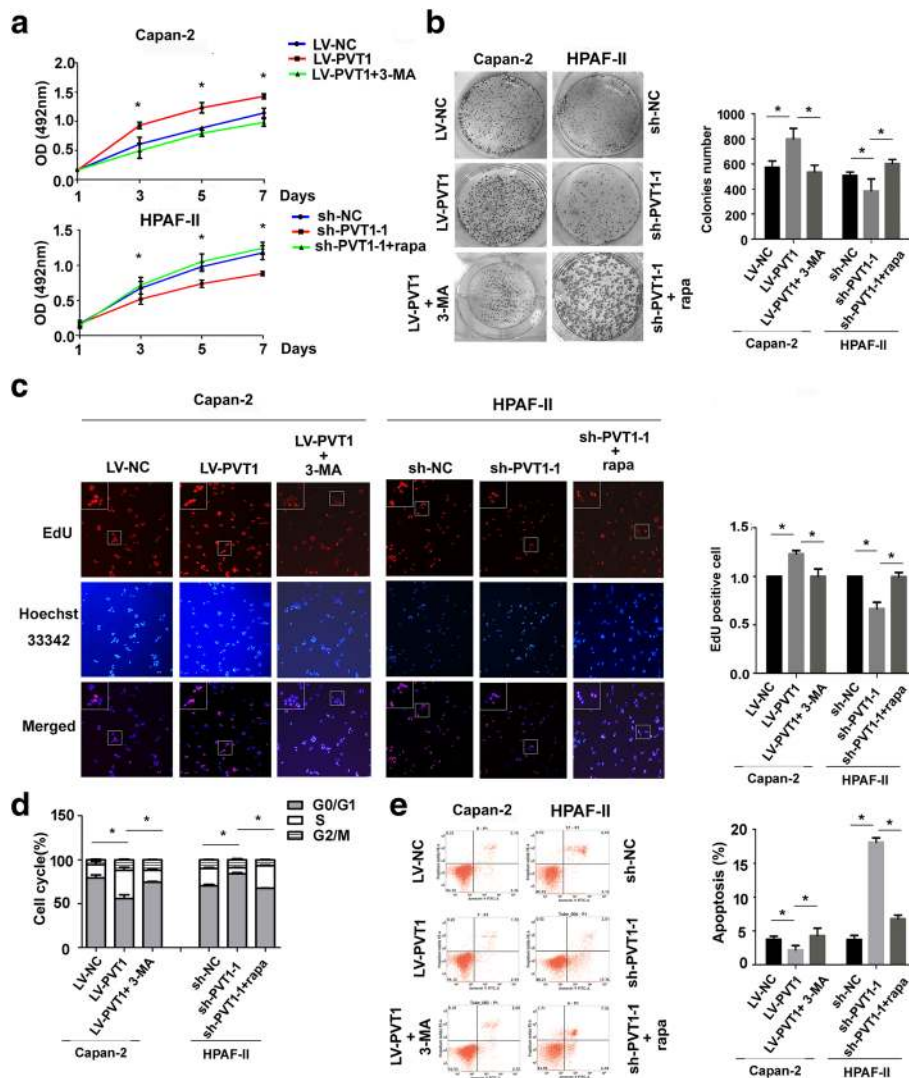 a
Capan-2
LV-NC
LV-PVT1
LV-PVT1+3-MA
OD (492nm)
2.0
1.5
1.0
0.5
0.0
*
*
*
1 3 5 7 Days
HPAF-II
sh-NC
sh-PVT1-1
sh-PVT1-1+rapa
OD (492nm)
1.5
1.0
0.5
0.0
*
*
*
1 3 5 7 Days
b
Capan-2 HPAF-II
LV-NC
sh-NC
LV-PVT1
sh-PVT1-1
LV-PVT1
+
3-MA
sh-PVT1-1
+
rapa
Colonies number
1000
800
600
400
200
0
* *
* *
LV-NC
LV-PVT1
LV-PVT1+ 3-MA
sh-NC
sh-PVT1-1
sh-PVT1-1+rapa
Capan-2 HPAF-II
c
Capan-2 HPAF-II
LV-NC
LV-PVT1
LV-PVT1
+
3-MA
sh-NC
sh-PVT1-1
sh-PVT1-1
+
rapa
EdU
Hoechst
33342
Merged
EdU positive cell
1.5
1.0
0.5
0.0
* *
* *
LV-NC
LV-PVT1
LV-PVT1+ 3-MA
sh-NC
sh-PVT1-1
sh-PVT1-1+rapa
Capan-2 HPAF-II
d
G0/G1
S
G2/M
Cell cycle(%)
150
100
50
0
* *
* *
LV-NC
LV-PVT1
LV-PVT1+ 3-MA
sh-NC
sh-PVT1-1
sh-PVT1-1+rapa
Capan-2 HPAF-II
e
Capan-2 HPAF-II
LV-NC
sh-NC
LV-PVT1
sh-PVT1-1
LV-PVT1
+
3-MA
sh-PVT1-1
+
rapa
Apoptosis (%)
20
15
10
5
0
* *
* *
LV-NC
LV-PVT1
LV-PVT1+ 3-MA
sh-NC
sh-PVT1-1
sh-PVT1-1+rapa
Capan-2 HPAF-II